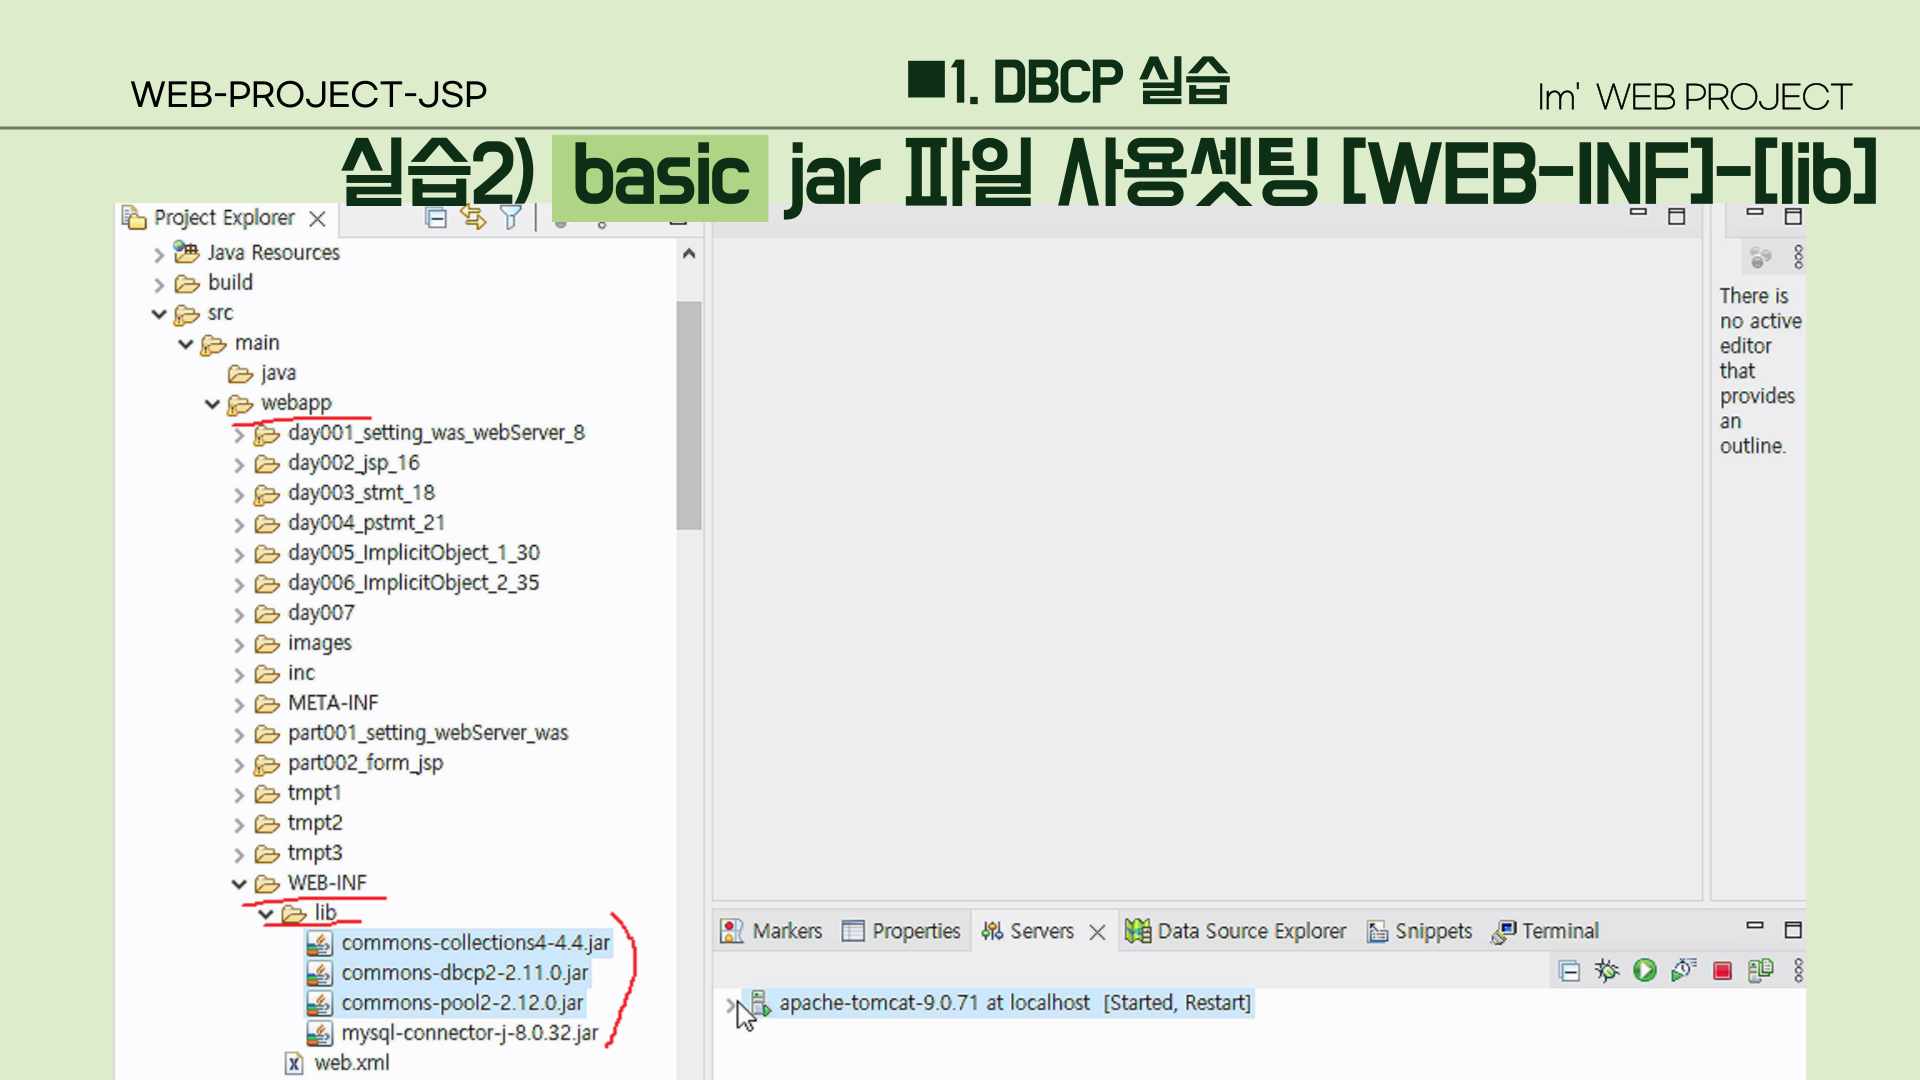 WEB-PROJECT-JSP
■1. DBCP 실습
Im' WEB PROJECT
실습2) basic jar 파일 사용셋팅 [WEB-INF]-[lib]
Project Explorer
Java Resources
build
src
main
java
webapp
day001_setting_was_webServer_8
day002_jsp_16
day003_stmt_18
day004_pstmt_21
day005_ImplicitObject_1_30
day006_ImplicitObject_2_35
day007
images
inc
META-INF
part001_setting_webServer_was
part002_form_jsp
tmpt1
tmpt2
tmpt3
WEB-INF
lib
commons-collections4-4.4.jar
commons-dbcp2-2.11.0.jar
commons-pool2-2.12.0.jar
mysql-connector-j-8.0.32.jar
web.xml
There is
no active
editor
that
provides
an
outline.
Markers
Properties
Servers
Data Source Explorer
Snippets
Terminal
apache-tomcat-9.0.71 at localhost [Started, Restart]